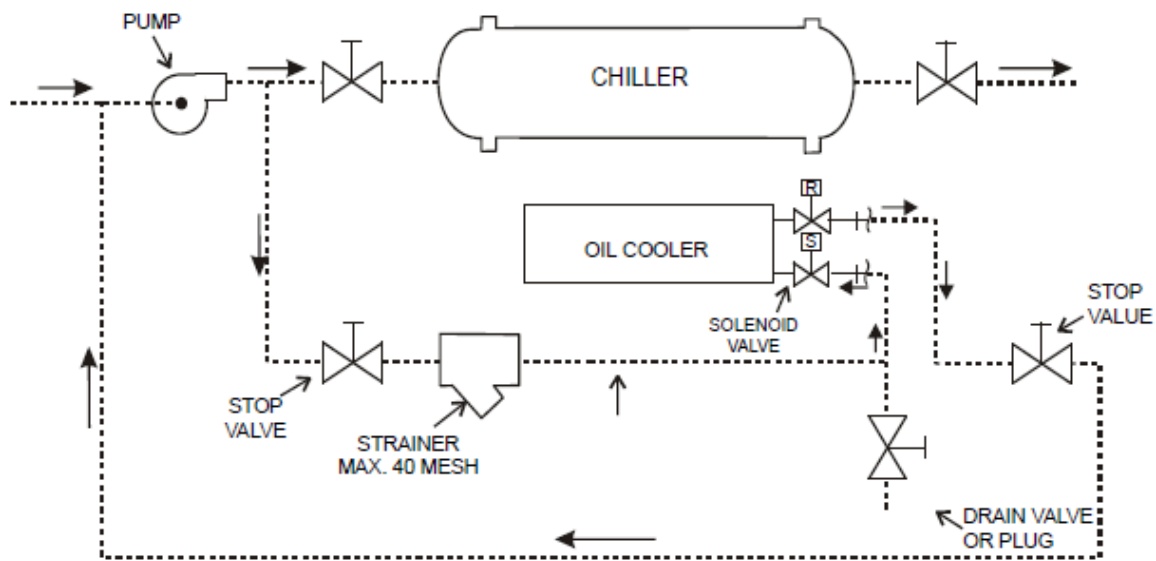 PUMP
CHILLER
R
OIL COOLER
S
SOLENOID
VALVE
STOP
VALUE
STOP
VALVE
STRAINER
MAX. 40 MESH
DRAIN VALVE
OR PLUG